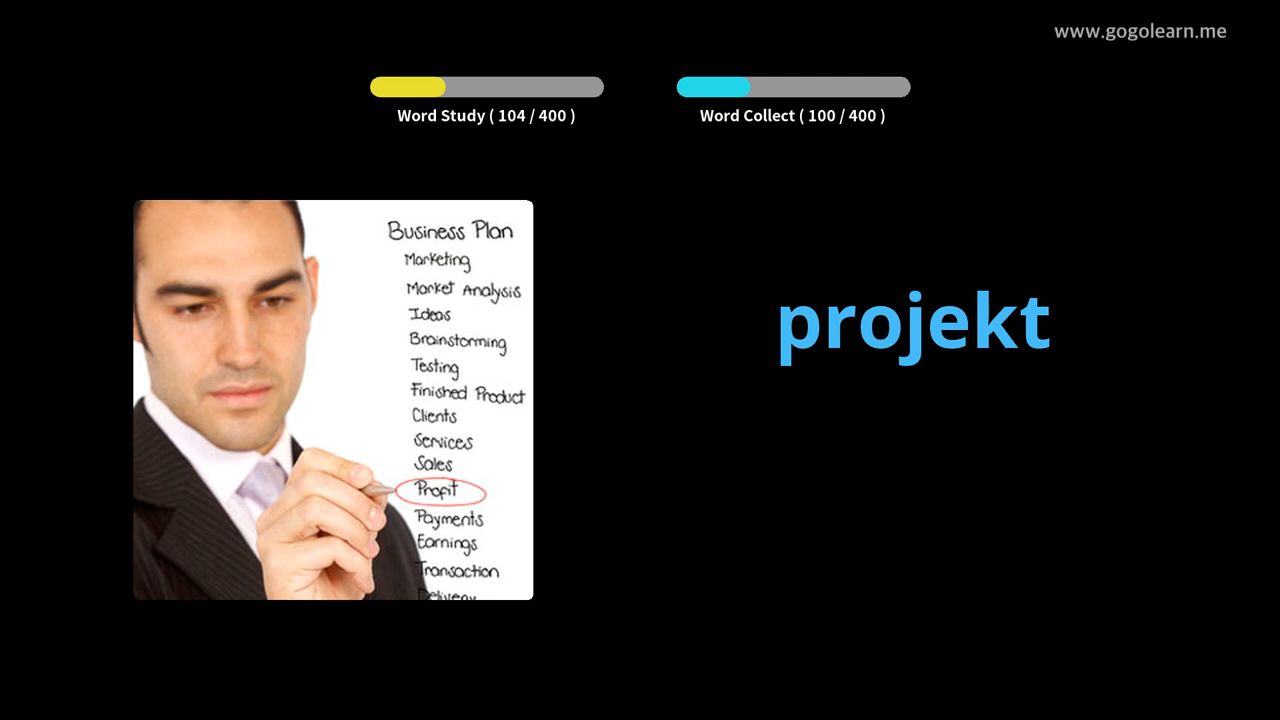 www.gogolearn.me
Word Study ( 104 / 400 )
Word Collect ( 100 / 400 )
Business Plan
Marketing
Market Analysis
Ideas
Brainstorming
Testing
Finished Product
Clients
Services
Sales
Profit
Payments
Earnings
Transaction
Delivery
projekt